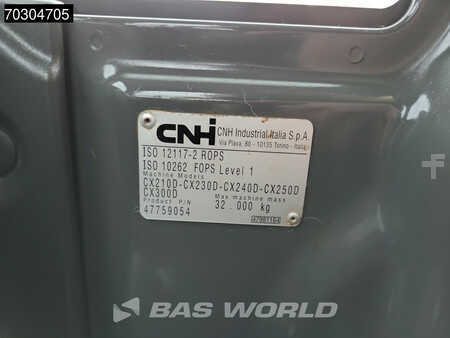 70304705
CNH
CNH Industrial Italia S.p.A
Via Plava, 80 - 10135 Torino - Italia
ISO 12117-2 ROPS
ISO 10262 FOPS Level 1
Machine Models
CX210D-CX230D-CX240D-CX250D
CX300D
Max machine mass
Product P/N
32.000 kg
47759054
47981164
BAS WORLD